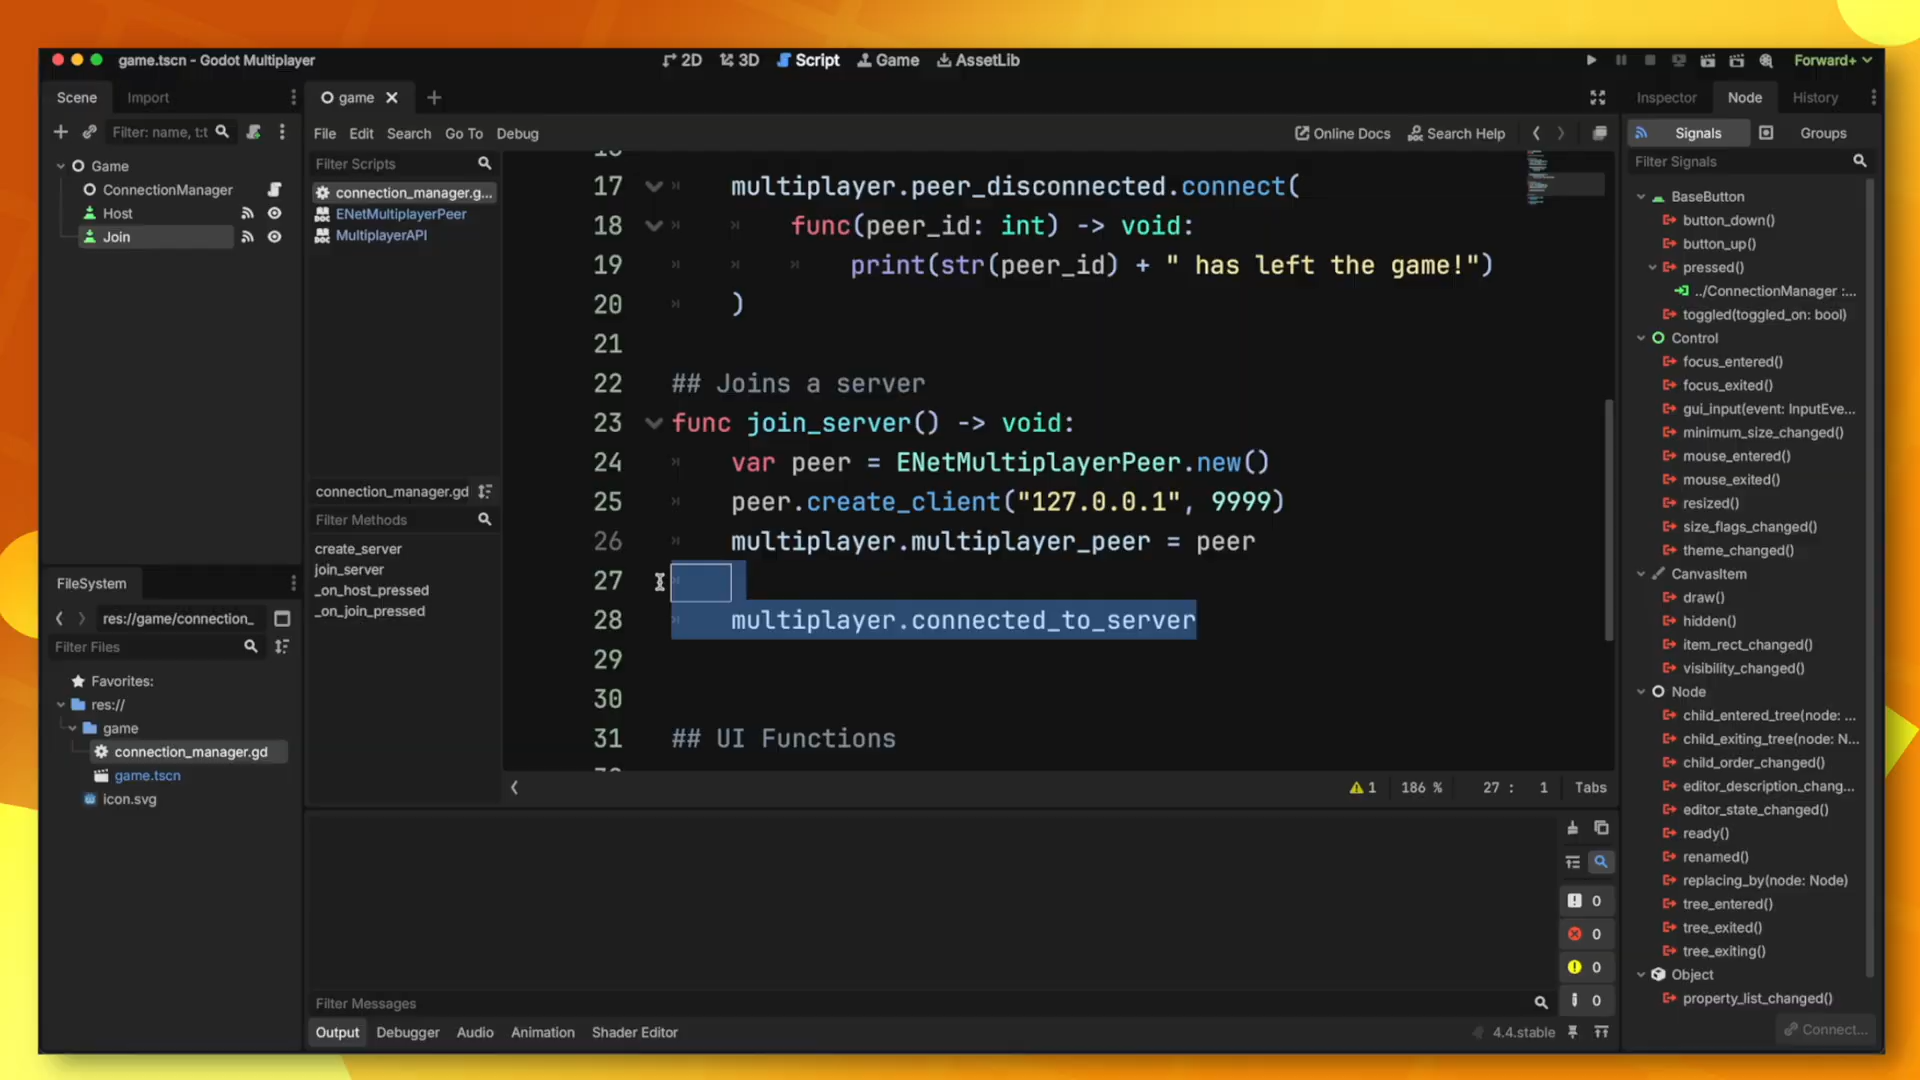 game.tscn - Godot Multiplayer
2D 3D Script Game AssetLib
Forward+
Scene Import
game
Inspector Node History
Filter: name, t:t
File Edit Search Go To Debug
Online Docs Search Help
Signals Groups
Filter Signals
Game
ConnectionManager
Host
Join
Filter Scripts
connection_manager.g...
ENetMultiplayerPeer
MultiplayerAPI
connection_manager.gd
Filter Methods
create_server
join_server
_on_host_pressed
_on_join_pressed
17 multiplayer.peer_disconnected.connect(
18 func(peer_id: int) -> void:
19 print(str(peer_id) + " has left the game!")
20 )
21
22 ## Joins a server
23 func join_server() -> void:
24 var peer = ENetMultiplayerPeer.new()
25 peer.create_client("127.0.0.1", 9999)
26 multiplayer.multiplayer_peer = peer
27
28 multiplayer.connected_to_server
29
30
31 ## UI Functions
1 186 % 27 : 1 Tabs
FileSystem
res://game/connection_
Filter Files
Favorites:
res://
game
connection_manager.gd
game.tscn
icon.svg
BaseButton
button_down()
button_up()
pressed()
../ConnectionManager :...
toggled(toggled_on: bool)
Control
focus_entered()
focus_exited()
gui_input(event: InputEve...
minimum_size_changed()
mouse_entered()
mouse_exited()
resized()
size_flags_changed()
theme_changed()
CanvasItem
draw()
hidden()
item_rect_changed()
visibility_changed()
Node
child_entered_tree(node: ...
child_exiting_tree(node: N...
child_order_changed()
editor_description_chang...
editor_state_changed()
ready()
renamed()
replacing_by(node: Node)
tree_entered()
tree_exited()
tree_exiting()
Object
property_list_changed()
Connect...
0
0
0
0
Filter Messages
Output Debugger Audio Animation Shader Editor
4.4.stable